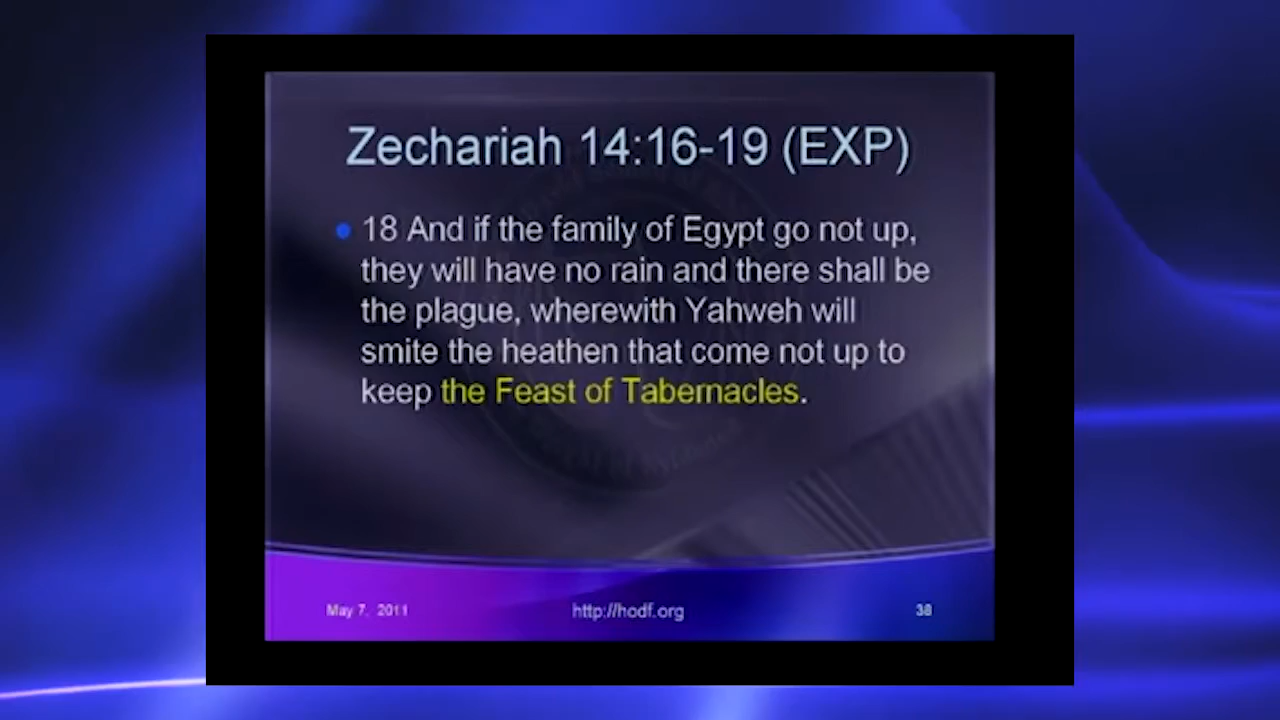 Zechariah 14:16-19 (EXP)
18 And if the family of Egypt go not up,
they will have no rain and there shall be
the plague, wherewith Yahweh will
smite the heathen that come not up to
keep the Feast of Tabernacles.
May 7, 2011
http://hodf.org
38